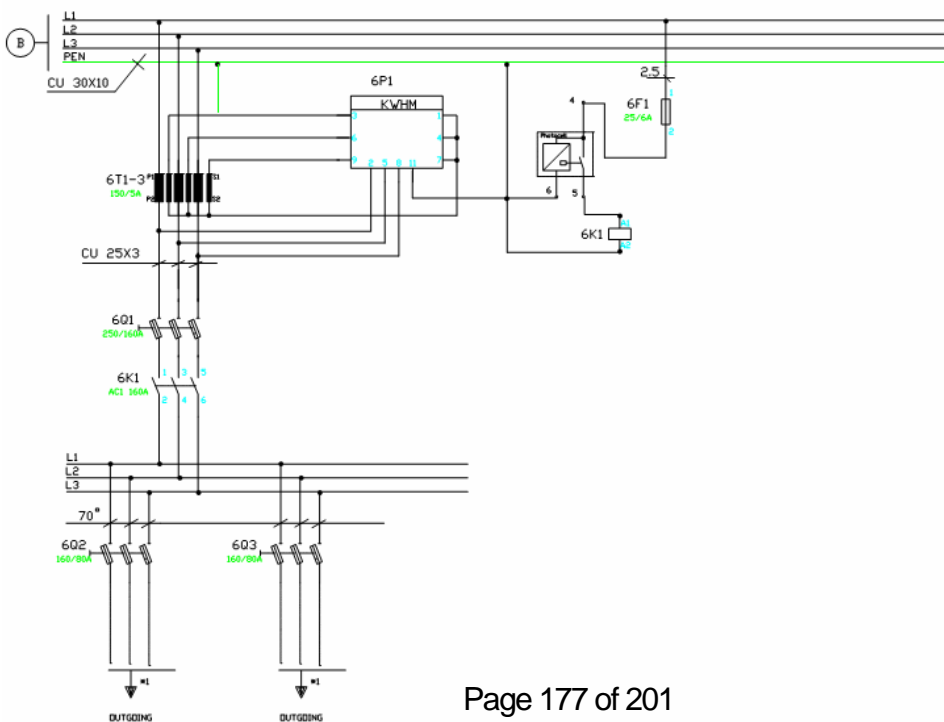 L1
L2
L3
PEN
B
CU 30X10
2.5
6P1
KWHM
3 1
6 4
9 7
2 5 8 11
4
6F1
25/6A
1
2
Photocell
6 5
6K1
A1
A2
6T1-3
150/5A
P1 S1
P2 S2
CU 25X3
6Q1
250/160A
6K1
AC1 160A
1 3 5
2 4 6
L1
L2
L3
70°
6Q2
160/80A
6Q3
160/80A
*1
*1
OUTGOING
OUTGOING
Page 177 of 201